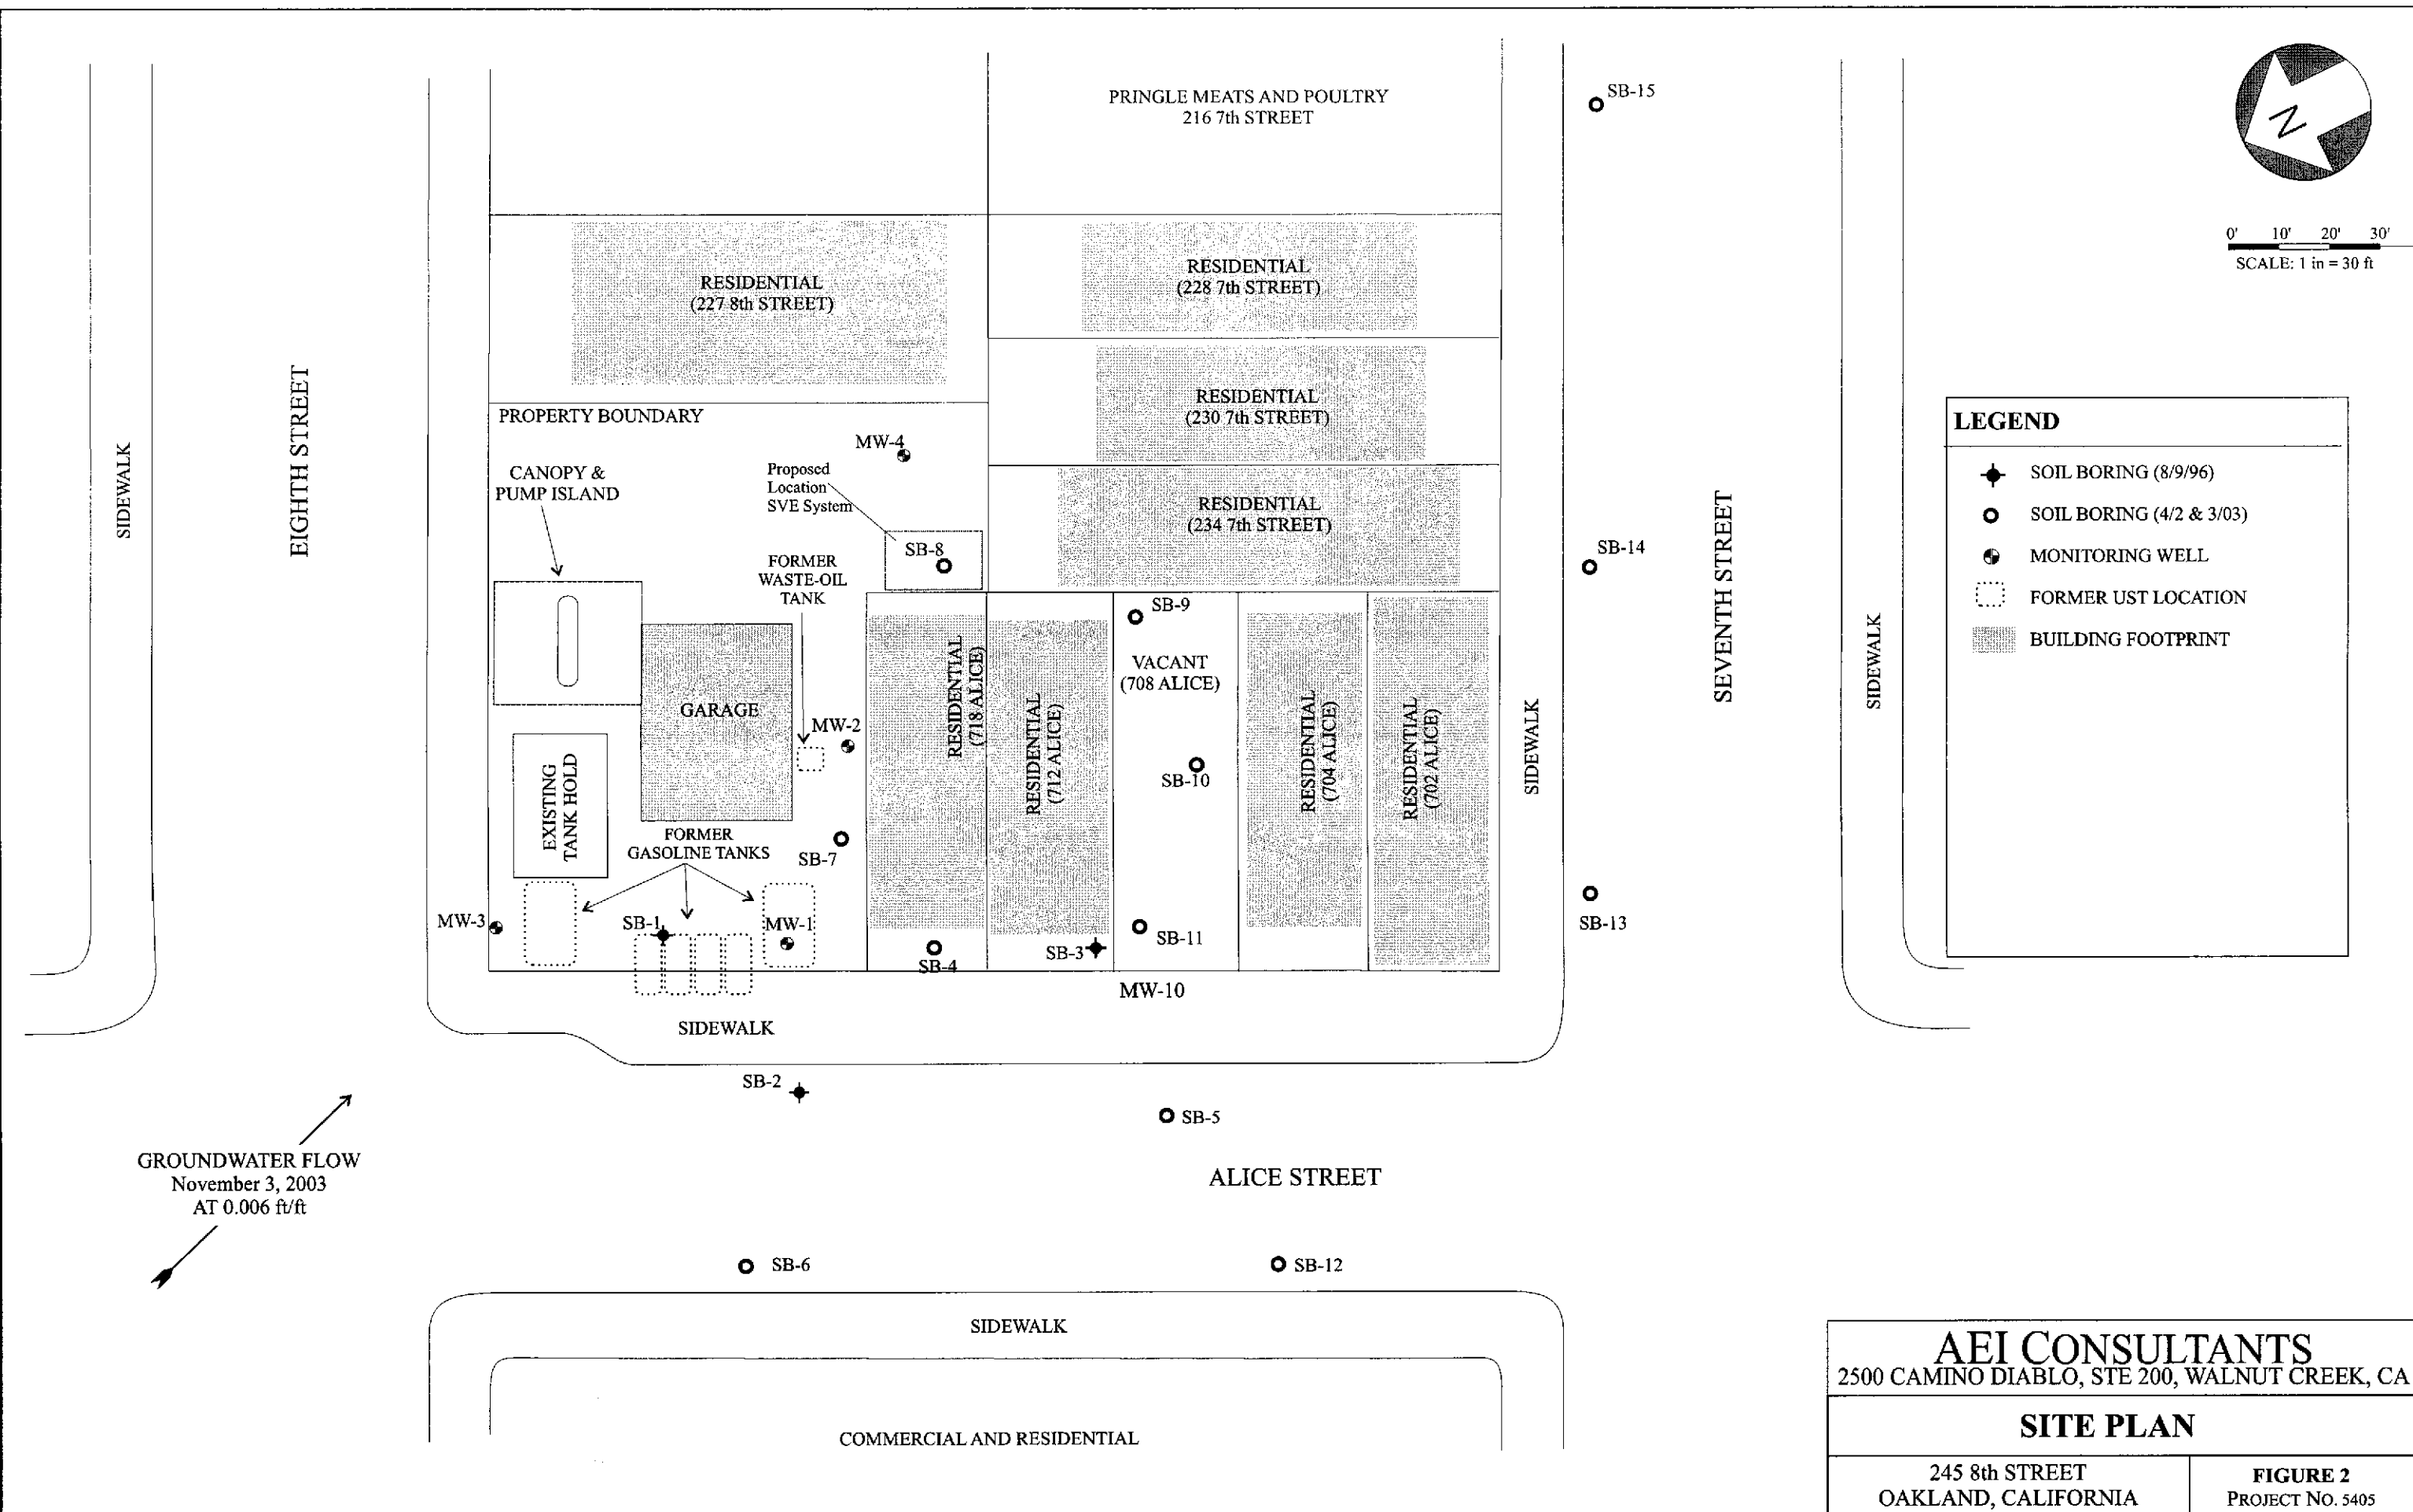 PRINGLE MEATS AND POULTRY
216 7th STREET
SB-15
N
0' 10' 20' 30'
SCALE: 1 in = 30 ft
RESIDENTIAL
(227 8th STREET)
RESIDENTIAL
(228 7th STREET)
RESIDENTIAL
(230 7th STREET)
RESIDENTIAL
(234 7th STREET)
SIDEWALK
EIGHTH STREET
PROPERTY BOUNDARY
MW-4
CANOPY &
PUMP ISLAND
Proposed
Location
SVE System
SB-8
FORMER
WASTE-OIL
TANK
SB-14
SEVENTH STREET
SIDEWALK
SIDEWALK
LEGEND
SOIL BORING (8/9/96)
SOIL BORING (4/2 & 3/03)
MONITORING WELL
FORMER UST LOCATION
BUILDING FOOTPRINT
SB-9
VACANT
(708 ALICE)
GARAGE
MW-2
RESIDENTIAL
(718 ALICE)
RESIDENTIAL
(712 ALICE)
RESIDENTIAL
(704 ALICE)
RESIDENTIAL
(702 ALICE)
SB-10
EXISTING
TANK HOLD
FORMER
GASOLINE TANKS
SB-7
MW-3
SB-1
MW-1
SB-4
SB-3
SB-11
SB-13
MW-10
SIDEWALK
SB-2
SB-5
GROUNDWATER FLOW
November 3, 2003
AT 0.006 ft/ft
ALICE STREET
SB-6
SB-12
SIDEWALK
COMMERCIAL AND RESIDENTIAL
AEI CONSULTANTS
2500 CAMINO DIABLO, STE 200, WALNUT CREEK, CA
SITE PLAN
245 8th STREET
OAKLAND, CALIFORNIA
FIGURE 2
PROJECT NO. 5405